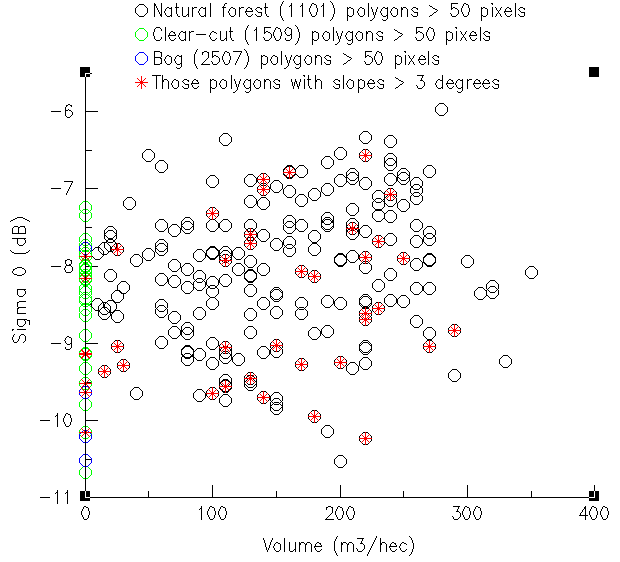 Natural forest (1101) polygons > 50 pixels
Clear-cut (1509) polygons > 50 pixels
Bog (2507) polygons > 50 pixels
Those polygons with slopes > 3 degrees
-6
-7
-8
-9
-10
-11
Sigma 0 (dB)
0 100 200 300 400
Volume (m3/hec)